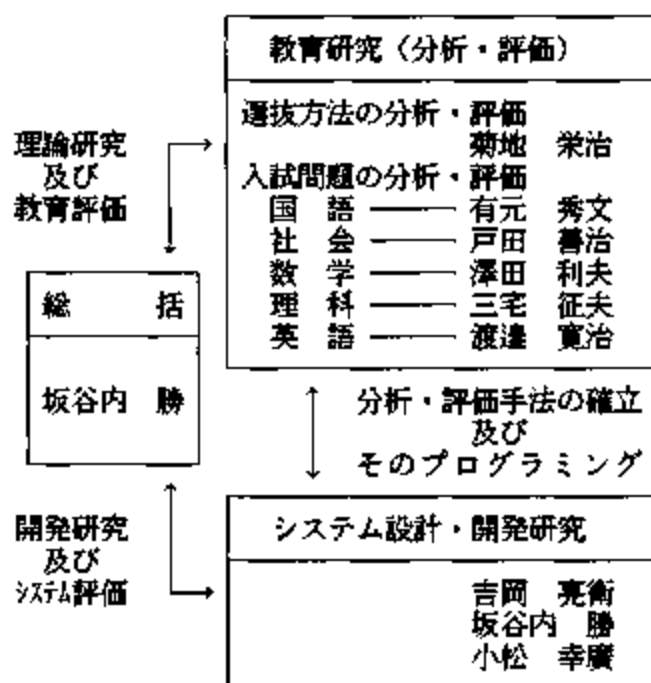 教育研究(分析・評価)
選抜方法の分析・評価
菊地 栄治
入試問題の分析・評価
国 語 ―― 有元 秀文
社 会 ―― 戸田 善治
数 学 ―― 澤田 利夫
理 科 ―― 三宅 征夫
英 語 ―― 渡邉 寛治
理論研究
及び
教育評価
総 括
坂谷内 勝
分析・評価手法の確立
及び
そのプログラミング
開発研究
及び
システム評価
システム設計・開発研究
吉岡 亮衛
坂谷内 勝
小松 幸廣